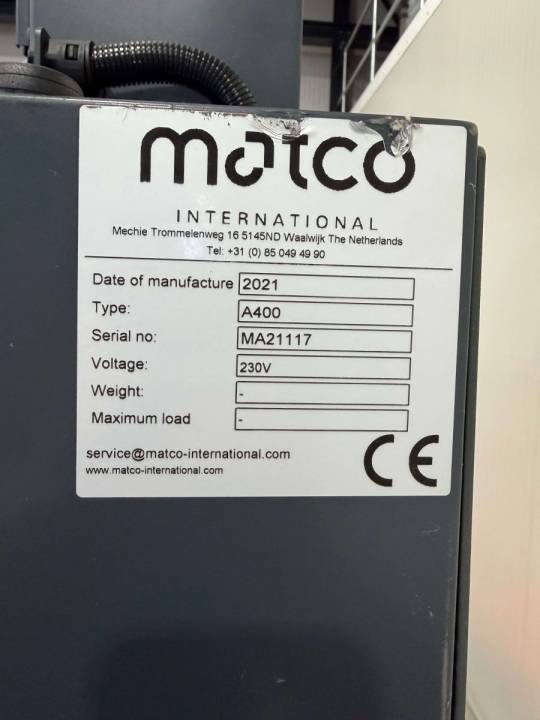 matco
INTERNATIONAL
Mechie Trommelenweg 16 5145ND Waalwijk The Netherlands
Tel: +31 (0) 85 049 49 90
Date of manufacture 2021
Type: A400
Serial no: MA21117
Voltage: 230V
Weight: -
Maximum load -
service@matco-international.com
www.matco-international.com
CE